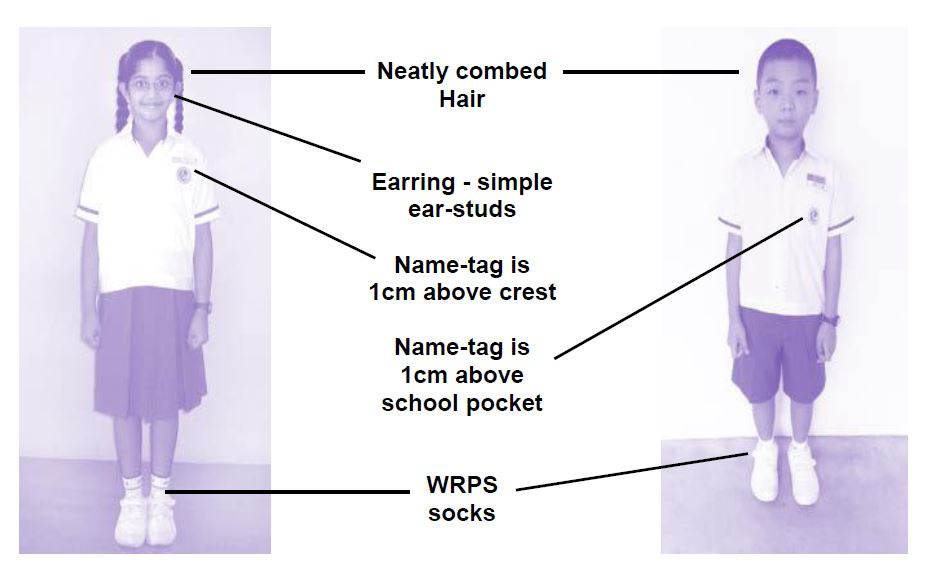 Neatly combed
Hair
Earring - simple
ear-studs
Name-tag is
1cm above crest
Name-tag is
1cm above
school pocket
WRPS
socks